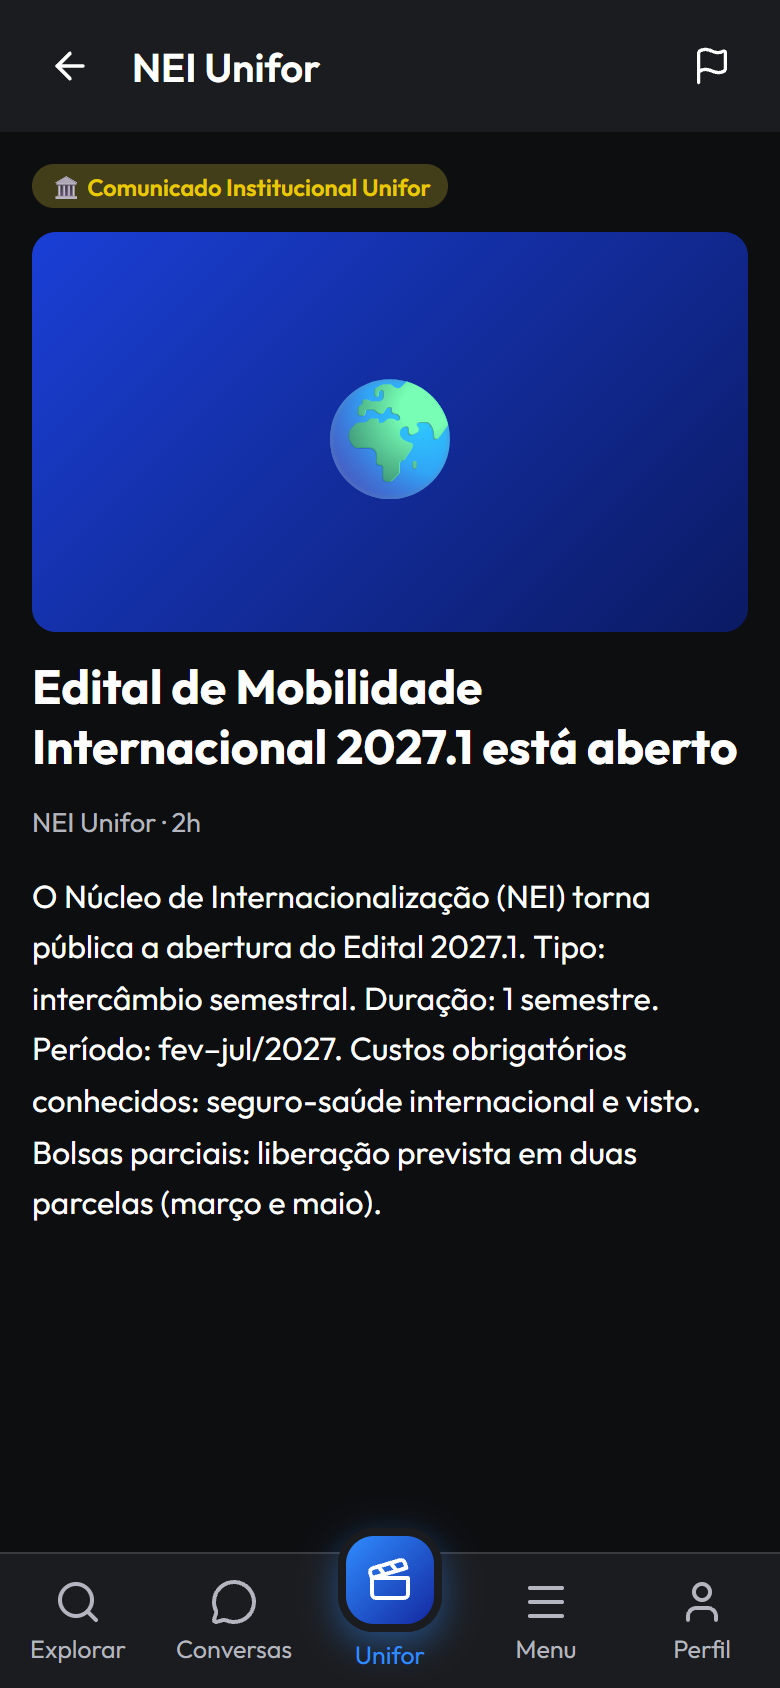 NEI Unifor
Comunicado Institucional Unifor
Edital de Mobilidade
Internacional 2027.1 está aberto
NEI Unifor · 2h
O Núcleo de Internacionalização (NEI) torna
pública a abertura do Edital 2027.1. Tipo:
intercâmbio semestral. Duração: 1 semestre.
Período: fev–jul/2027. Custos obrigatórios
conhecidos: seguro-saúde internacional e visto.
Bolsas parciais: liberação prevista em duas
parcelas (março e maio).
Explorar
Conversas
Unifor
Menu
Perfil